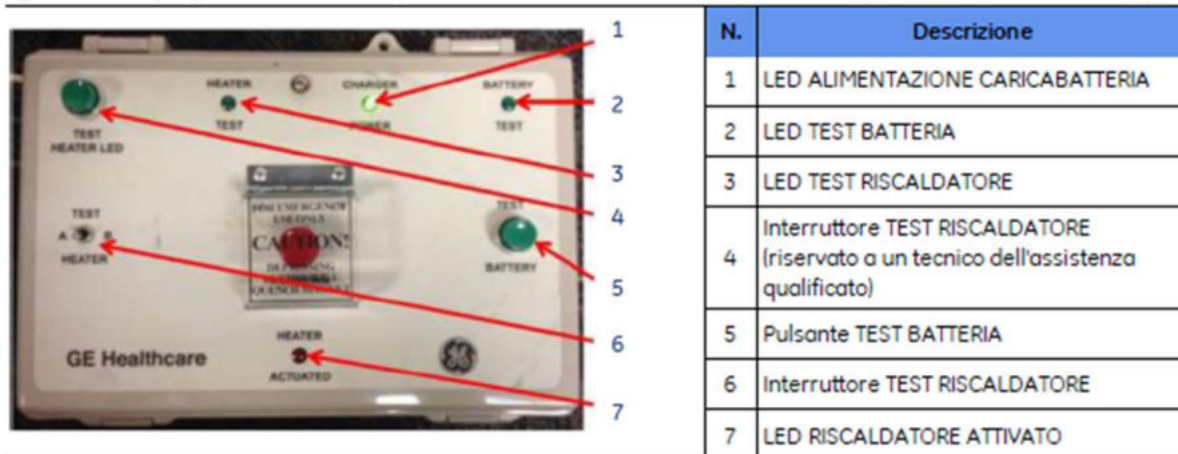 HEATER
CHARGER
BATTERY
TEST
POWER
TEST
TEST
HEATER LED
TEST
A B
HEATER
CAUTION!
TEST
BATTERY
HEATER
ACTUATED
GE Healthcare
1
2
3
4
5
6
7
N. Descrizione
1 LED ALIMENTAZIONE CARICABATTERIA
2 LED TEST BATTERIA
3 LED TEST RISCALDATORE
4 Interruttore TEST RISCALDATORE
(riservato a un tecnico dell'assistenza
qualificato)
5 Pulsante TEST BATTERIA
6 Interruttore TEST RISCALDATORE
7 LED RISCALDATORE ATTIVATO